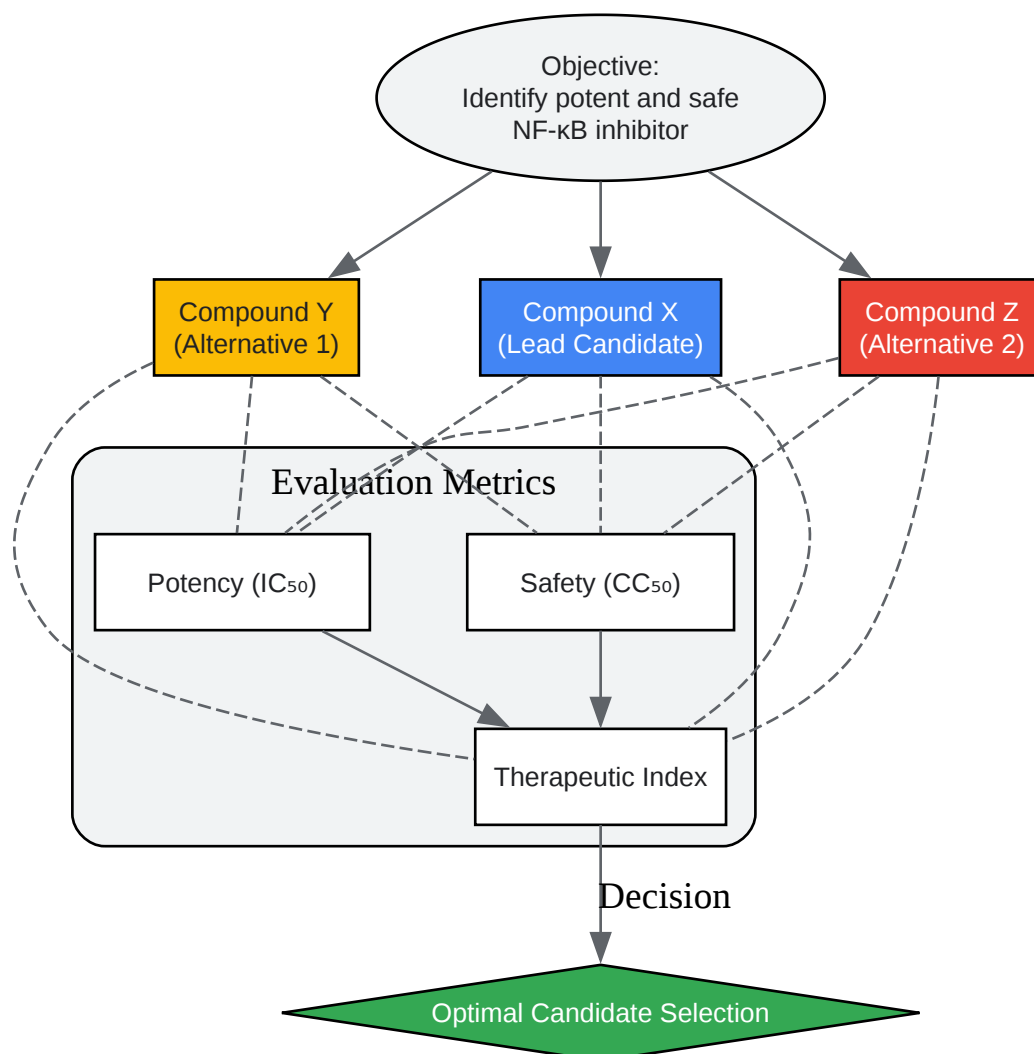 Objective:
Identify potent and safe
NF-κB inhibitor
Compound Y
(Alternative 1)
Compound X
(Lead Candidate)
Compound Z
(Alternative 2)
Evaluation Metrics
Potency (IC₅₀)
Safety (CC₅₀)
Therapeutic Index
Decision
Optimal Candidate Selection